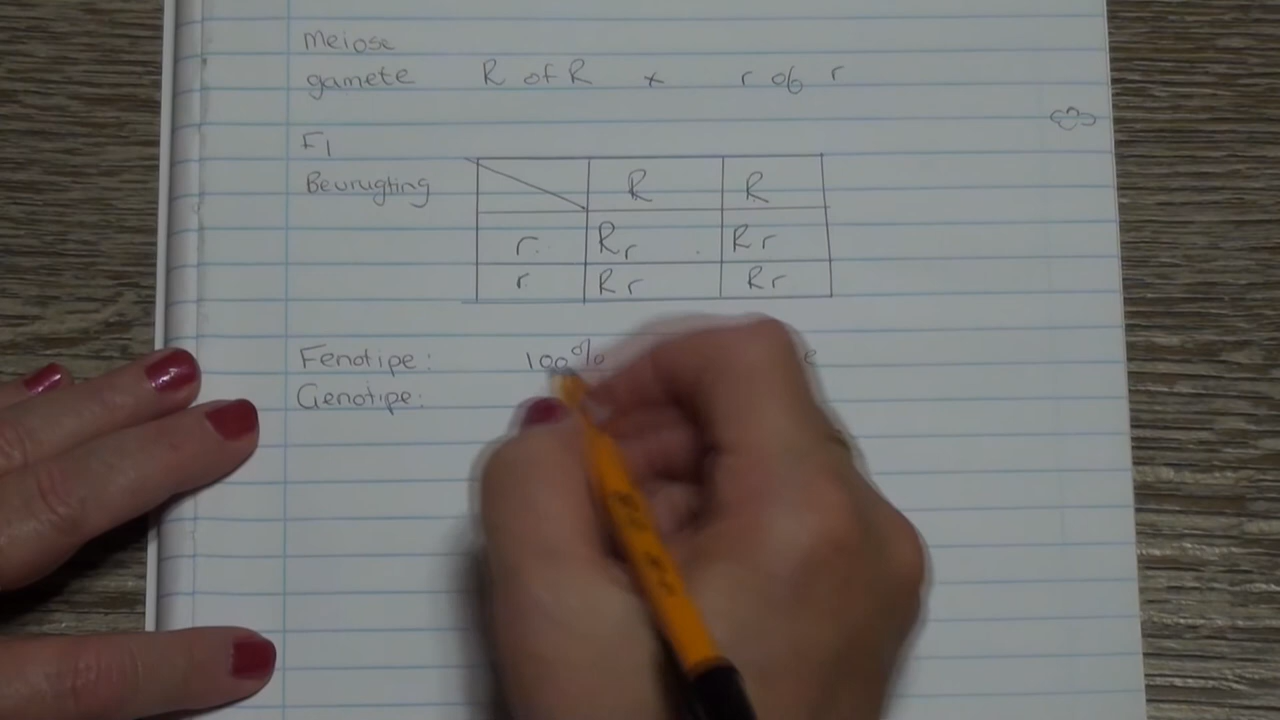 Meiose
gamete R of R x r of r
F1
Bevrugting R R
r Rr Rr
r Rr Rr
Fenotipe: 100%
Genotipe: